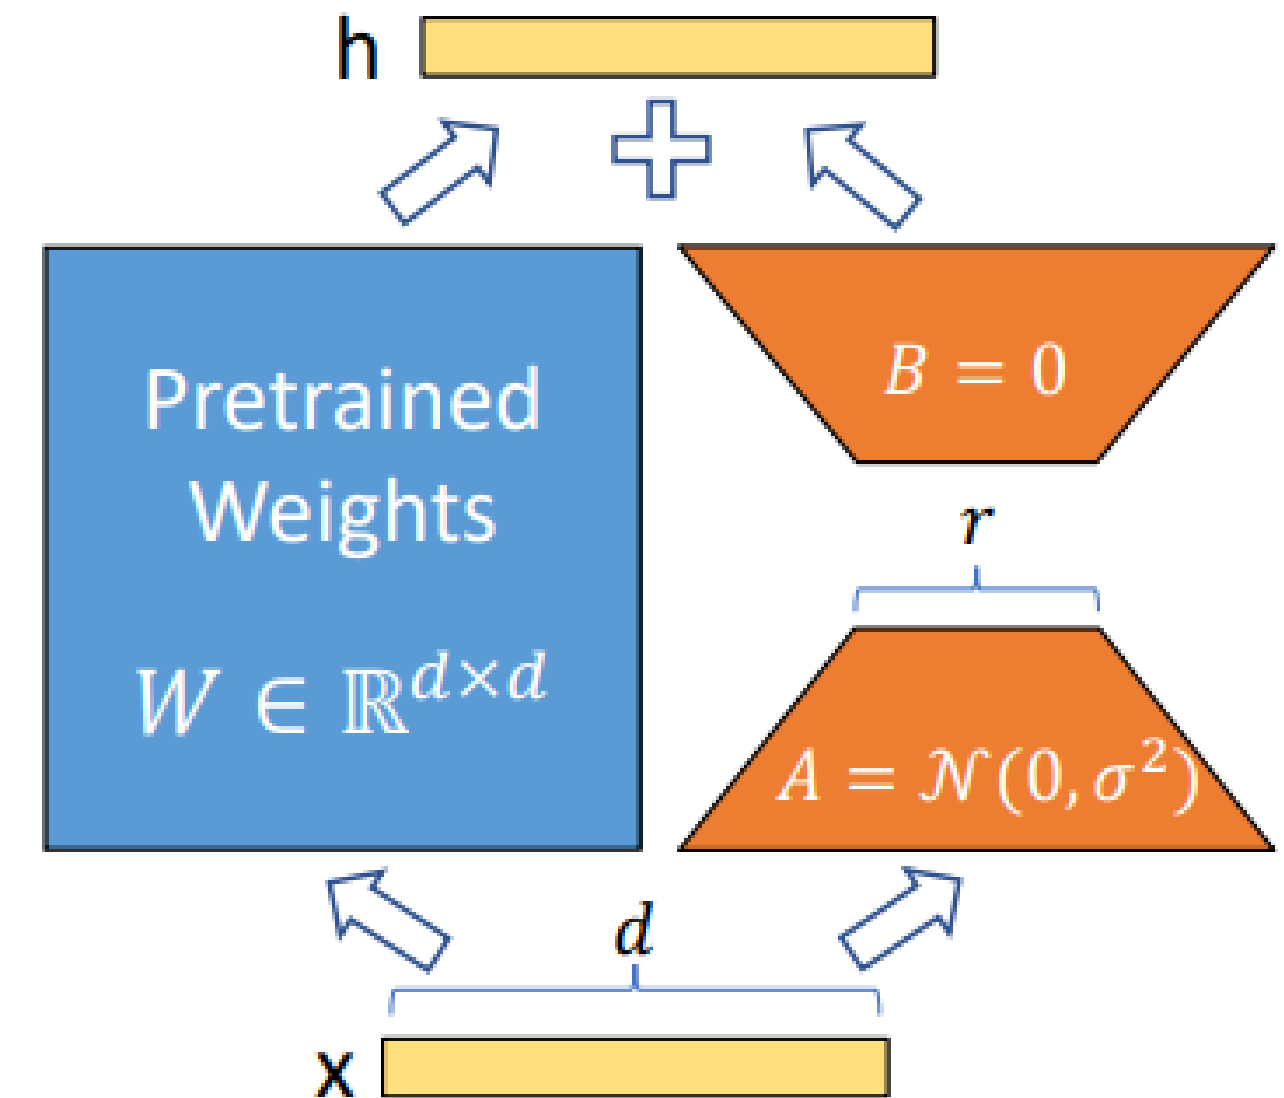 h
Pretrained
Weights
W ∈ ℝ^{d×d}
B = 0
r
A = 𝒩(0, σ²)
d
x